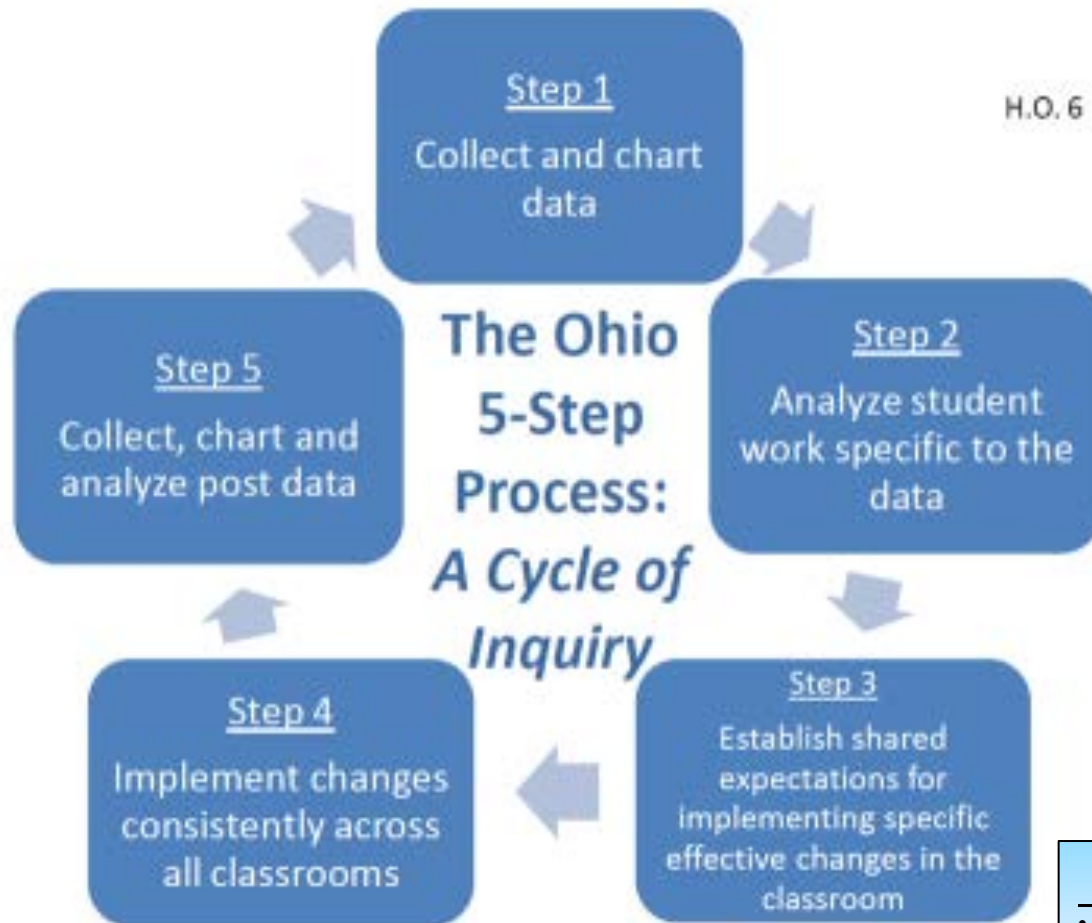 H.O. 6
Step 1
Collect and chart
data
Step 2
Analyze student
work specific to the
data
Step 3
Establish shared
expectations for
implementing specific
effective changes in the
classroom
Step 4
Implement changes
consistently across
all classrooms
Step 5
Collect, chart and
analyze post data
The Ohio
5-Step
Process:
A Cycle of
Inquiry